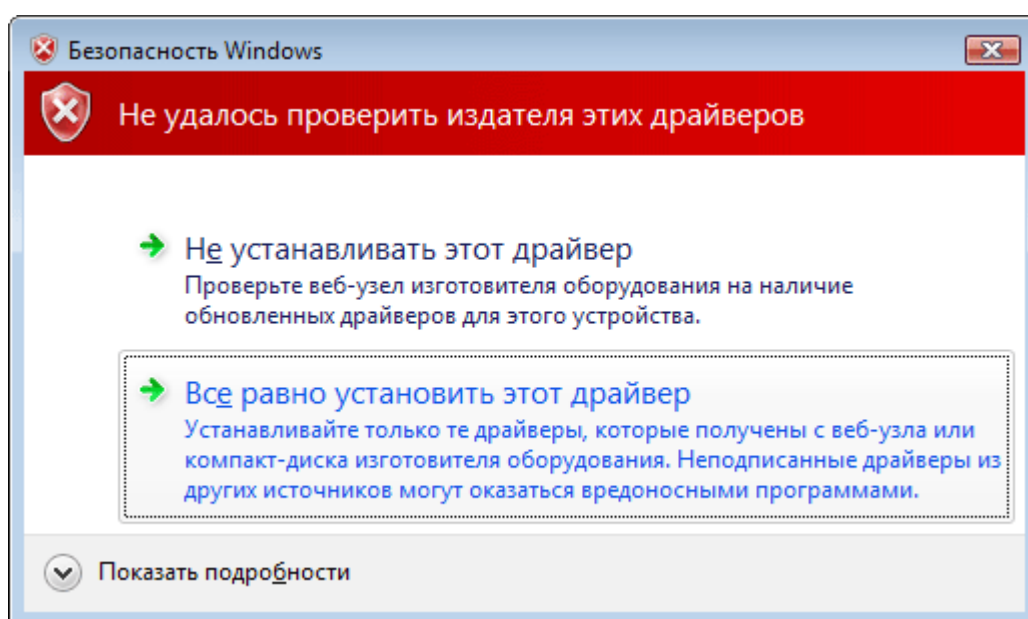 Безопасность Windows
Не удалось проверить издателя этих драйверов
Не устанавливать этот драйвер
Проверьте веб-узел изготовителя оборудования на наличие
обновленных драйверов для этого устройства.
Все равно установить этот драйвер
Устанавливайте только те драйверы, которые получены с веб-узла или
компакт-диска изготовителя оборудования. Неподписанные драйверы из
других источников могут оказаться вредоносными программами.
Показать подробности